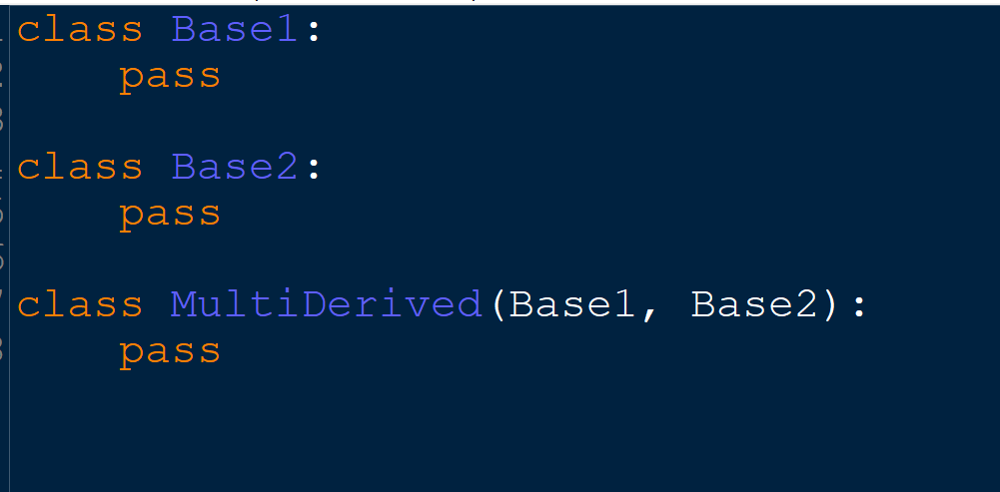 class Base1:
    pass
class Base2:
    pass
class MultiDerived(Base1, Base2):
    pass